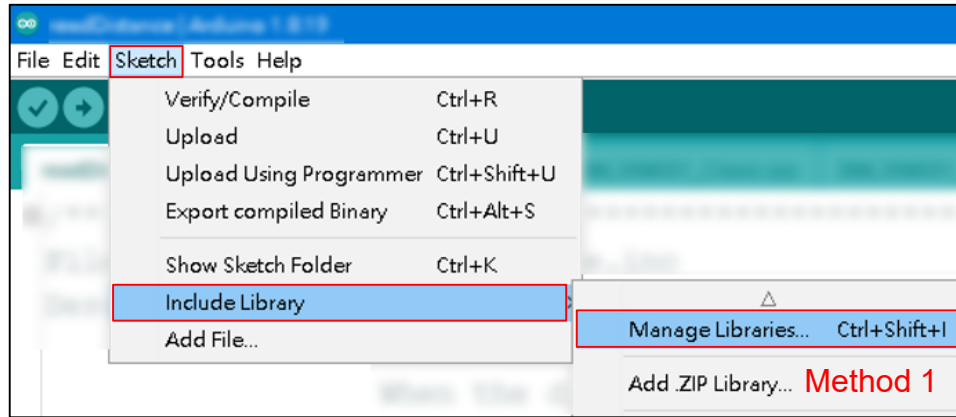 File Edit Sketch Tools Help
Verify/Compile Ctrl+R
Upload Ctrl+U
Upload Using Programmer Ctrl+Shift+U
Export compiled Binary Ctrl+Alt+S
Show Sketch Folder Ctrl+K
Include Library
Add File...
Manage Libraries... Ctrl+Shift+I
Add .ZIP Library... Method 1